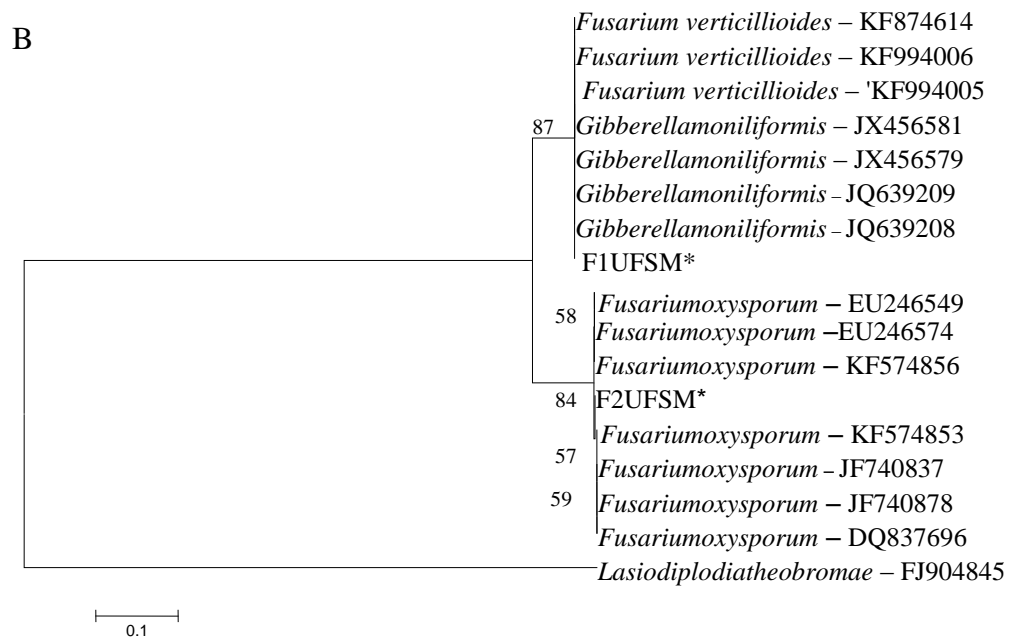 B
Fusarium verticillioides – KF874614
Fusarium verticillioides – KF994006
Fusarium verticillioides – 'KF994005
87
Gibberellamoniliformis – JX456581
Gibberellamoniliformis – JX456579
Gibberellamoniliformis – JQ639209
Gibberellamoniliformis – JQ639208
F1UFSM*
Fusariumoxysporum – EU246549
58
Fusariumoxysporum –EU246574
Fusariumoxysporum – KF574856
84
F2UFSM*
Fusariumoxysporum – KF574853
57
Fusariumoxysporum – JF740837
59
Fusariumoxysporum – JF740878
Fusariumoxysporum – DQ837696
Lasiodiplodiatheobromae – FJ904845
0.1